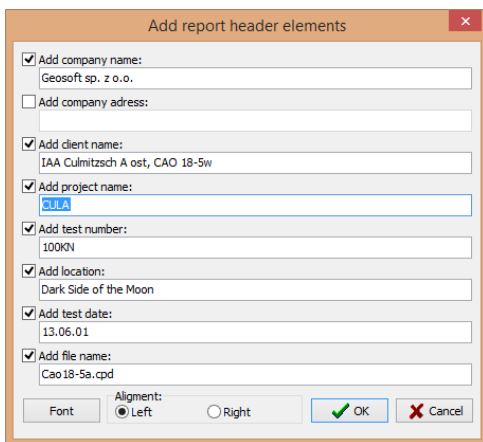 Add report header elements
Add company name:
Geosoft sp. z o.o.
Add company adress:
Add client name:
IAA Culmitzsch A ost, CAO 18-5w
Add project name:
CULA
Add test number:
100KN
Add location:
Dark Side of the Moon
Add test date:
13.06.01
Add file name:
Cao18-5a.cpd
Aligment:
Font Left Right OK Cancel